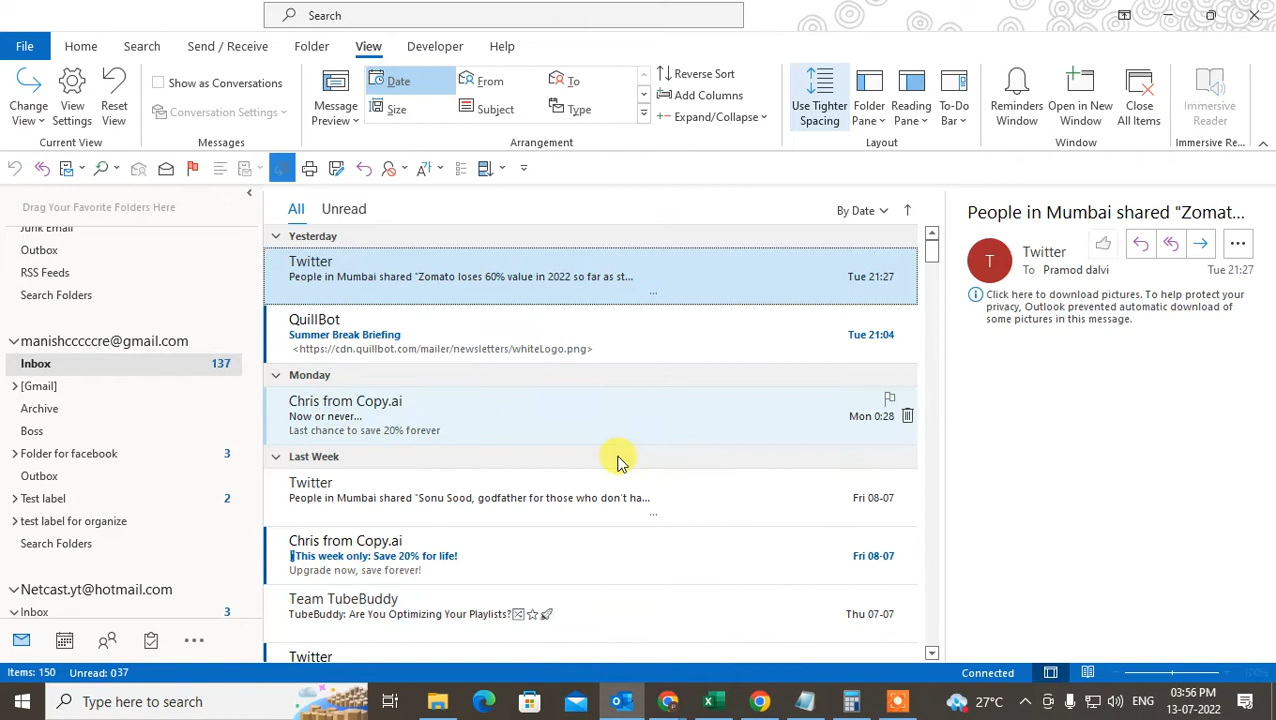 Search
File Home Search Send / Receive Folder View Developer Help
Change View
View Settings
Reset View
Current View
Show as Conversations
Conversation Settings
Messages
Message Preview
Date From To
Size Subject Type
Arrangement
Reverse Sort
Add Columns
Expand/Collapse
Use Tighter Spacing
Folder Pane
Reading Pane
To-Do Bar
Layout
Reminders Window
Open in New Window
Close All Items
Window
Immersive Reader
Immersive Re...
Drag Your Favorite Folders Here
Junk Email
Outbox
RSS Feeds
Search Folders
manishcccccre@gmail.com
Inbox 137
[Gmail]
Archive
Boss
Folder for facebook 3
Outbox
Test label 2
test label for organize
Search Folders
Netcast.yt@hotmail.com
Inbox 3
All Unread
By Date
Yesterday
Twitter
People in Mumbai shared "Zomato loses 60% value in 2022 so far as st... Tue 21:27
...
QuillBot
Summer Break Briefing Tue 21:04
<https://cdn.quillbot.com/mailer/newsletters/whiteLogo.png>
Monday
Chris from Copy.ai
Now or never... Mon 0:28
Last chance to save 20% forever
Last Week
Twitter
People in Mumbai shared "Sonu Sood, godfather for those who don't ha... Fri 08-07
...
Chris from Copy.ai
This week only: Save 20% for life! Fri 08-07
Upgrade now, save forever!
Team TubeBuddy
TubeBuddy: Are You Optimizing Your Playlists? Thu 07-07
Twitter
People in Mumbai shared "Zomat...
T
Twitter
To Pramod dalvi Tue 21:27
Click here to download pictures. To help protect your
privacy, Outlook prevented automatic download of
some pictures in this message.
Items: 150 Unread: 037
Connected
Type here to search
27°C
ENG
03:56 PM
13-07-2022